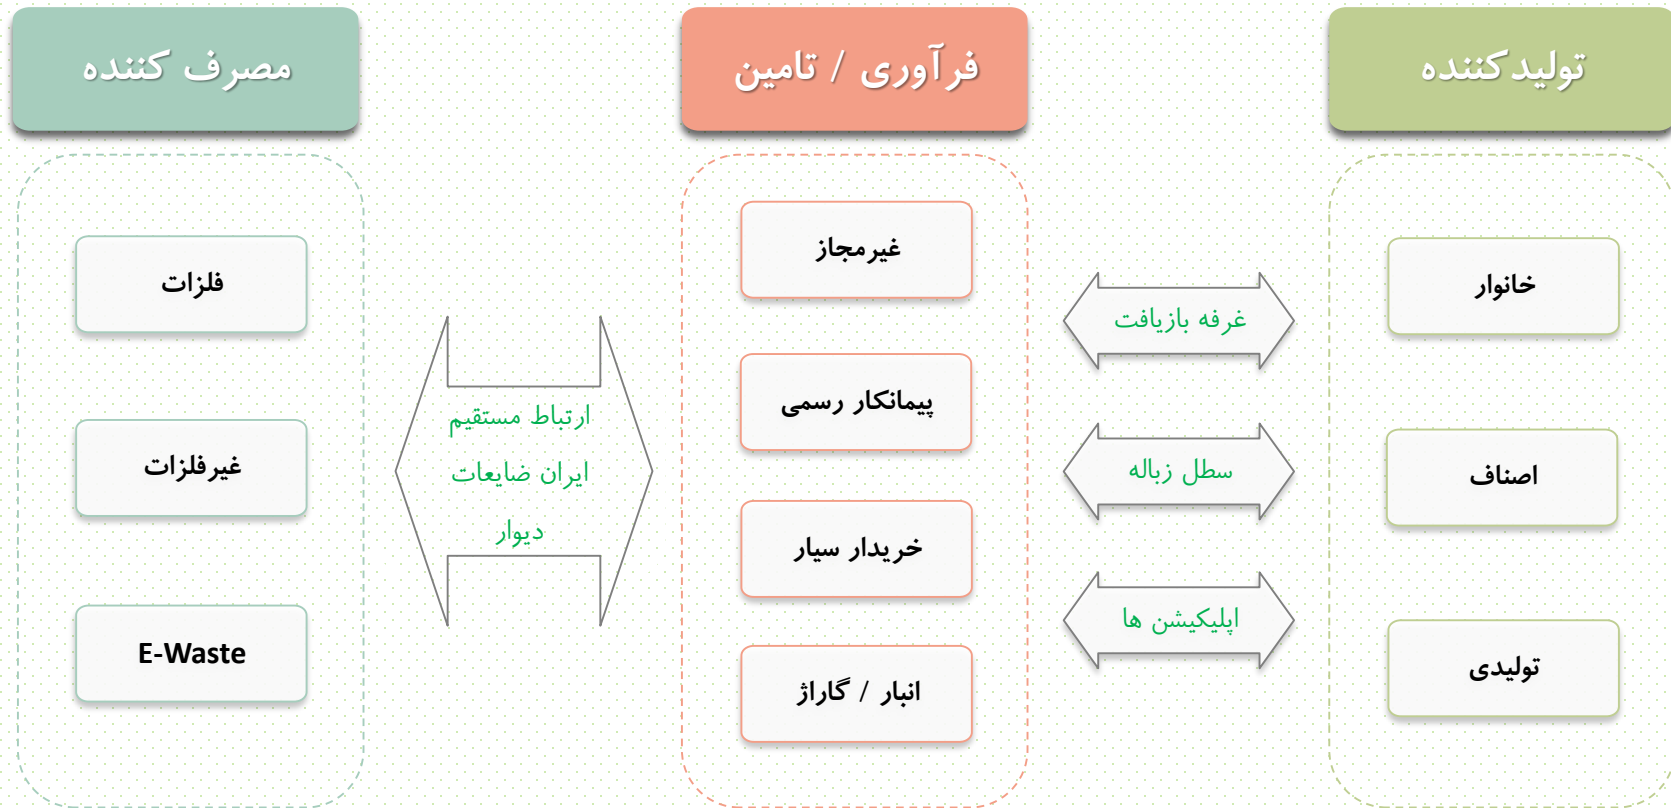 تولیدکننده
فرآوری / تامین
مصرف کننده
خانوار
اصناف
تولیدی
غرفه بازیافت
سطل زباله
اپلیکیشن ها
غیرمجاز
پیمانکار رسمی
خریدار سیار
انبار / گاراژ
ارتباط مستقیم
ایران ضایعات
دیوار
فلزات
غیرفلزات
E-Waste